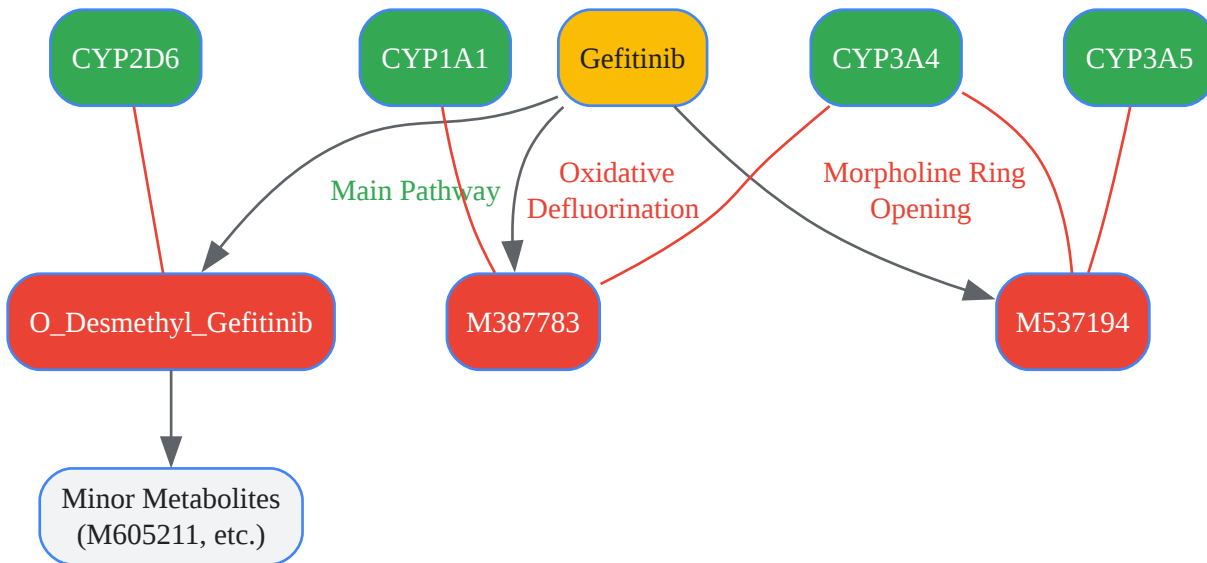 CYP2D6
CYP1A1
Gefitinib
CYP3A4
CYP3A5
Main Pathway
Oxidative
Defluorination
Morpholine Ring
Opening
O_Desmethyl_Gefitinib
M387783
M537194
Minor Metabolites
(M605211, etc.)